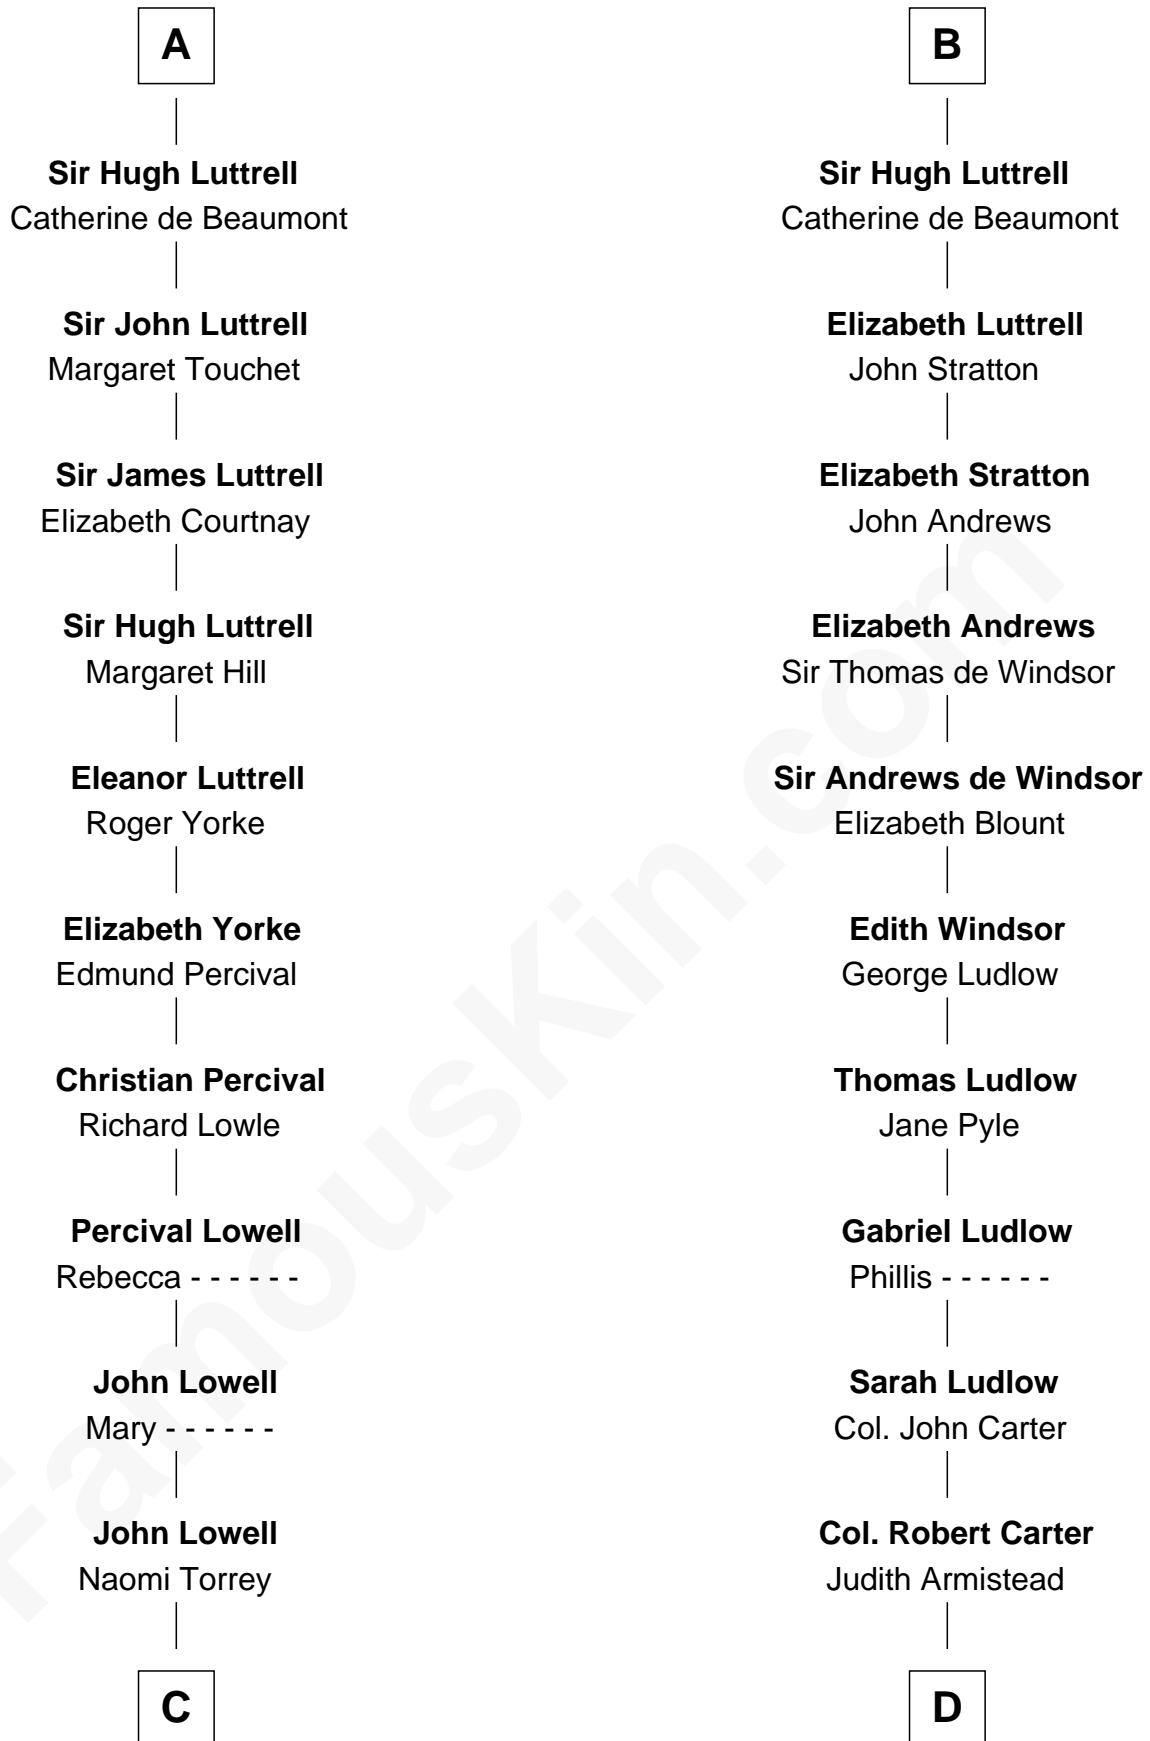 A
Sir Hugh Luttrell
Catherine de Beaumont
Sir John Luttrell
Margaret Touchet
Sir James Luttrell
Elizabeth Courtnay
Sir Hugh Luttrell
Margaret Hill
Eleanor Luttrell
Roger Yorke
Elizabeth Yorke
Edmund Percival
Christian Percival
Richard Lowle
Percival Lowell
Rebecca - - - - - -
John Lowell
Mary - - - - - -
John Lowell
Naomi Torrey
C
B
Sir Hugh Luttrell
Catherine de Beaumont
Elizabeth Luttrell
John Stratton
Elizabeth Stratton
John Andrews
Elizabeth Andrews
Sir Thomas de Windsor
Sir Andrews de Windsor
Elizabeth Blount
Edith Windsor
George Ludlow
Thomas Ludlow
Jane Pyle
Gabriel Ludlow
Phillis - - - - - -
Sarah Ludlow
Col. John Carter
Col. Robert Carter
Judith Armistead
D
FamousKin.com